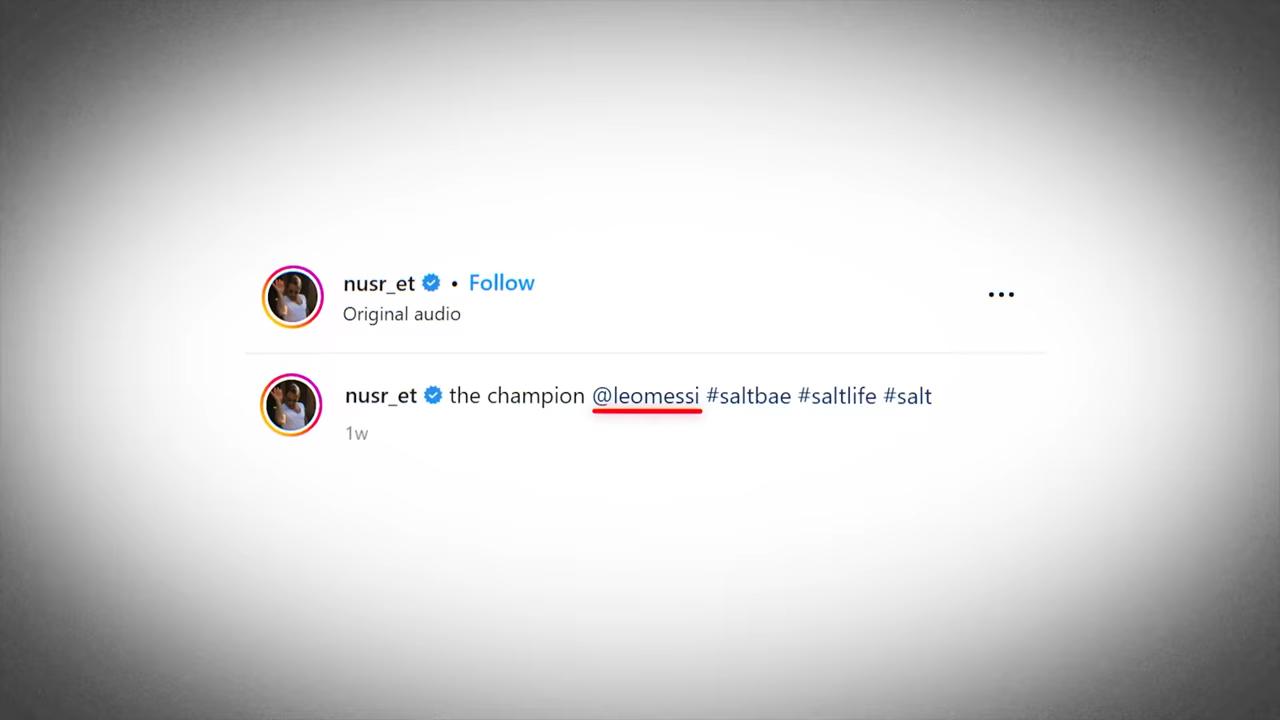 nusr_et • Follow
Original audio
nusr_et the champion @leomessi #saltbae #saltlife #salt
1w